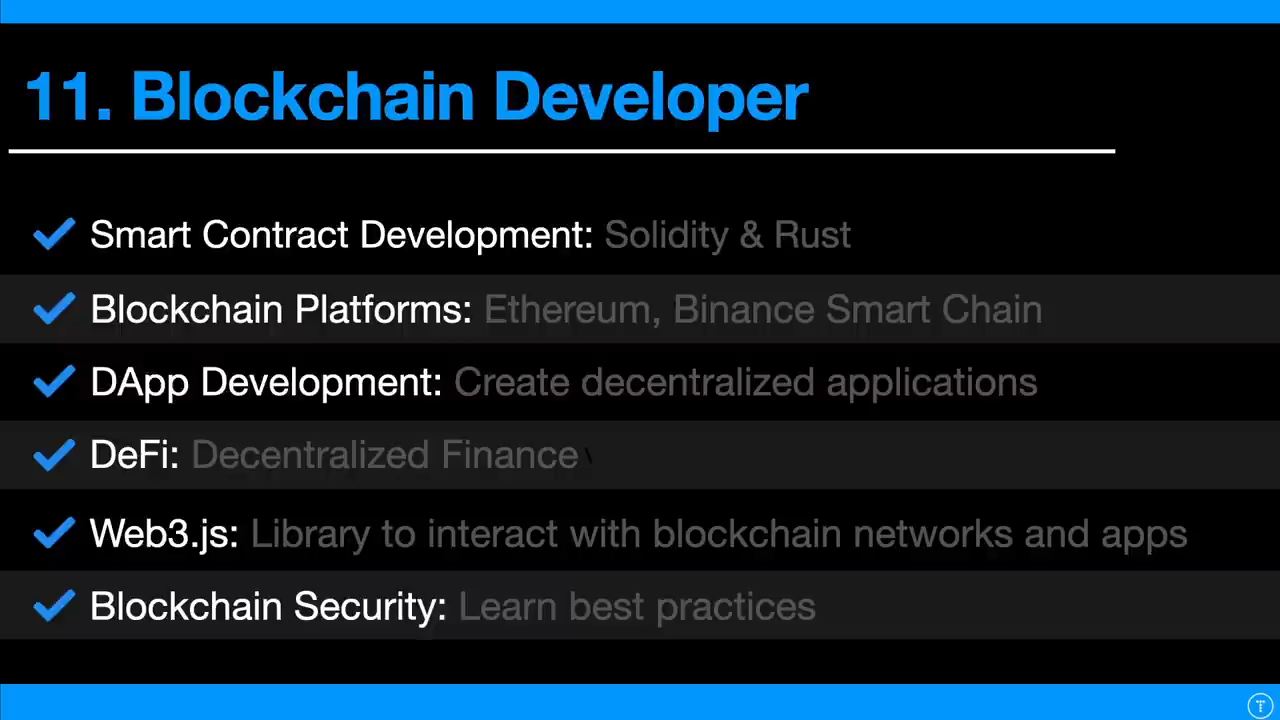 11. Blockchain Developer
Smart Contract Development: Solidity & Rust
Blockchain Platforms: Ethereum, Binance Smart Chain
DApp Development: Create decentralized applications
DeFi: Decentralized Finance \
Web3.js: Library to interact with blockchain networks and apps
Blockchain Security: Learn best practices
T